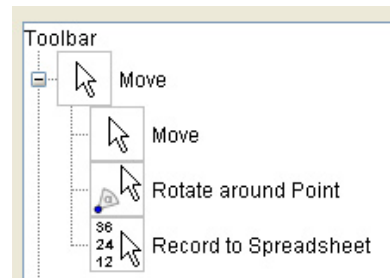 Toolbar
Move
Move
a
Rotate around Point
36
24
12
Record to Spreadsheet